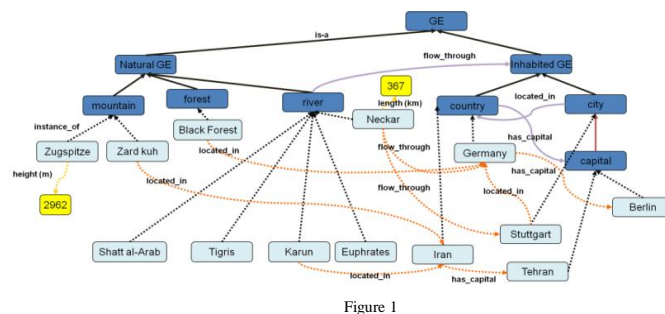 GE
is-a
flow_through
Natural GE
367
Inhabited GE
length (km)
located_in
mountain
forest
river
country
city
Neckar
Black Forest
instance_of
has_capital
Zugspitze
Zard kuh
located_in
flow_through
Germany
capital
height (m)
has_capital
located_in
flow_through
located_in
2962
Berlin
Stuttgart
Shatt al-Arab
Tigris
Karun
Euphrates
Iran
located_in
has_capital
Tehran
Figure 1